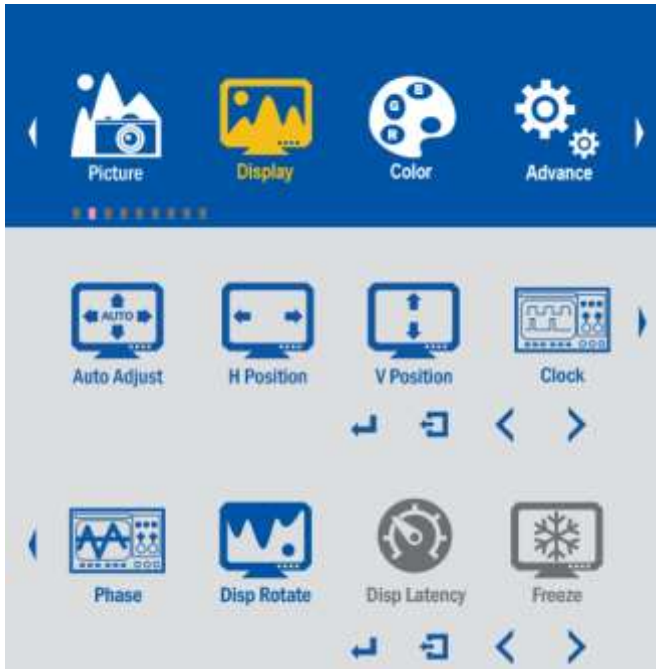 Picture Display Color Advance
G B R
AUTO
Auto Adjust H Position V Position Clock
Phase Disp Rotate Disp Latency Freeze